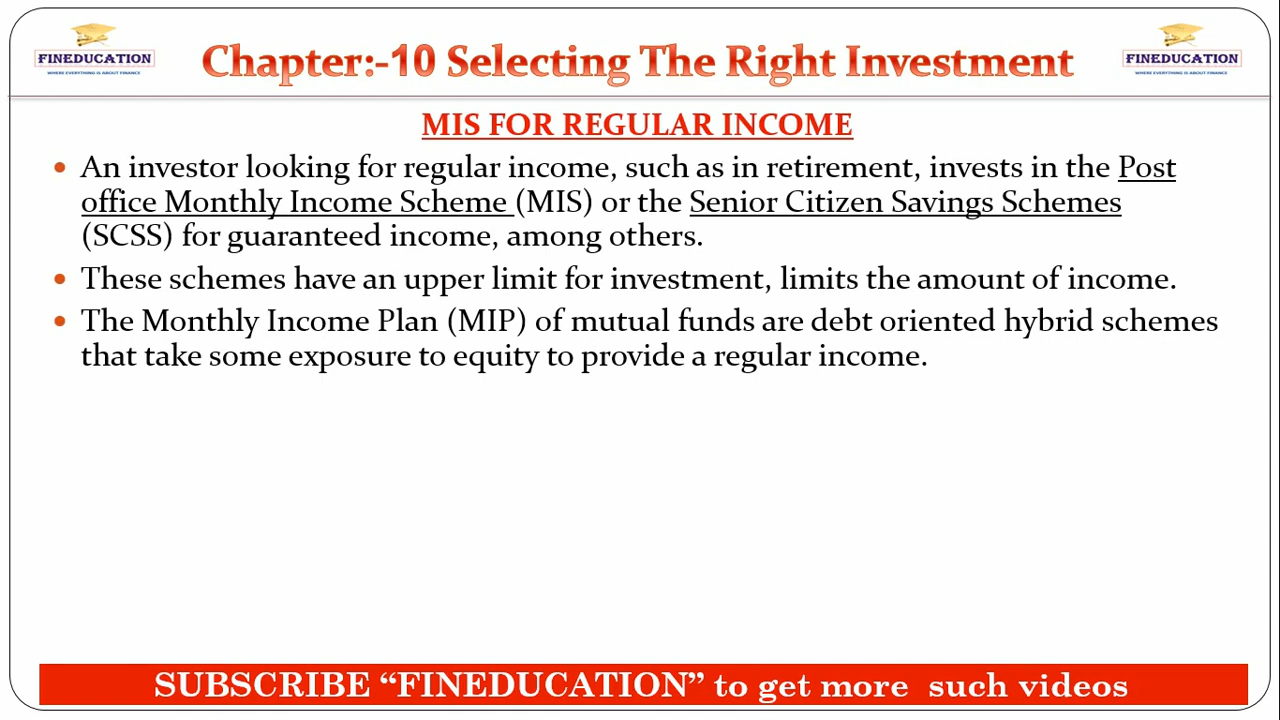 FINEDUCATION
WHERE EVERYTHING IS ABOUT FINANCE
Chapter:-10 Selecting The Right Investment
FINEDUCATION
WHERE EVERYTHING IS ABOUT FINANCE
MIS FOR REGULAR INCOME
• An investor looking for regular income, such as in retirement, invests in the Post
office Monthly Income Scheme (MIS) or the Senior Citizen Savings Schemes
(SCSS) for guaranteed income, among others.
• These schemes have an upper limit for investment, limits the amount of income.
• The Monthly Income Plan (MIP) of mutual funds are debt oriented hybrid schemes
that take some exposure to equity to provide a regular income.
SUBSCRIBE “FINEDUCATION” to get more such videos